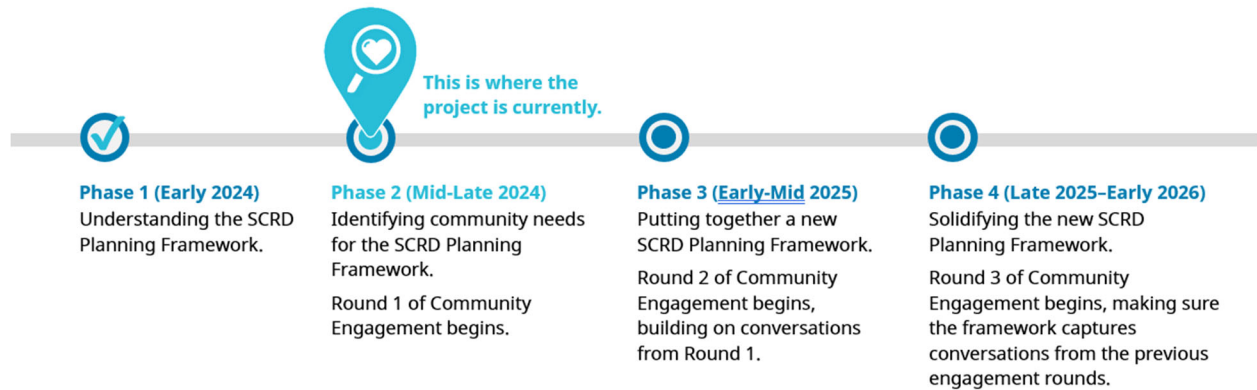 This is where the
project is currently.
Phase 1 (Early 2024)
Understanding the SCRD
Planning Framework.
Phase 2 (Mid-Late 2024)
Identifying community needs
for the SCRD Planning
Framework.
Round 1 of Community
Engagement begins.
Phase 3 (Early-Mid 2025)
Putting together a new
SCRD Planning Framework.
Round 2 of Community
Engagement begins,
building on conversations
from Round 1.
Phase 4 (Late 2025–Early 2026)
Solidifying the new SCRD
Planning Framework.
Round 3 of Community
Engagement begins, making sure
the framework captures
conversations from the previous
engagement rounds.